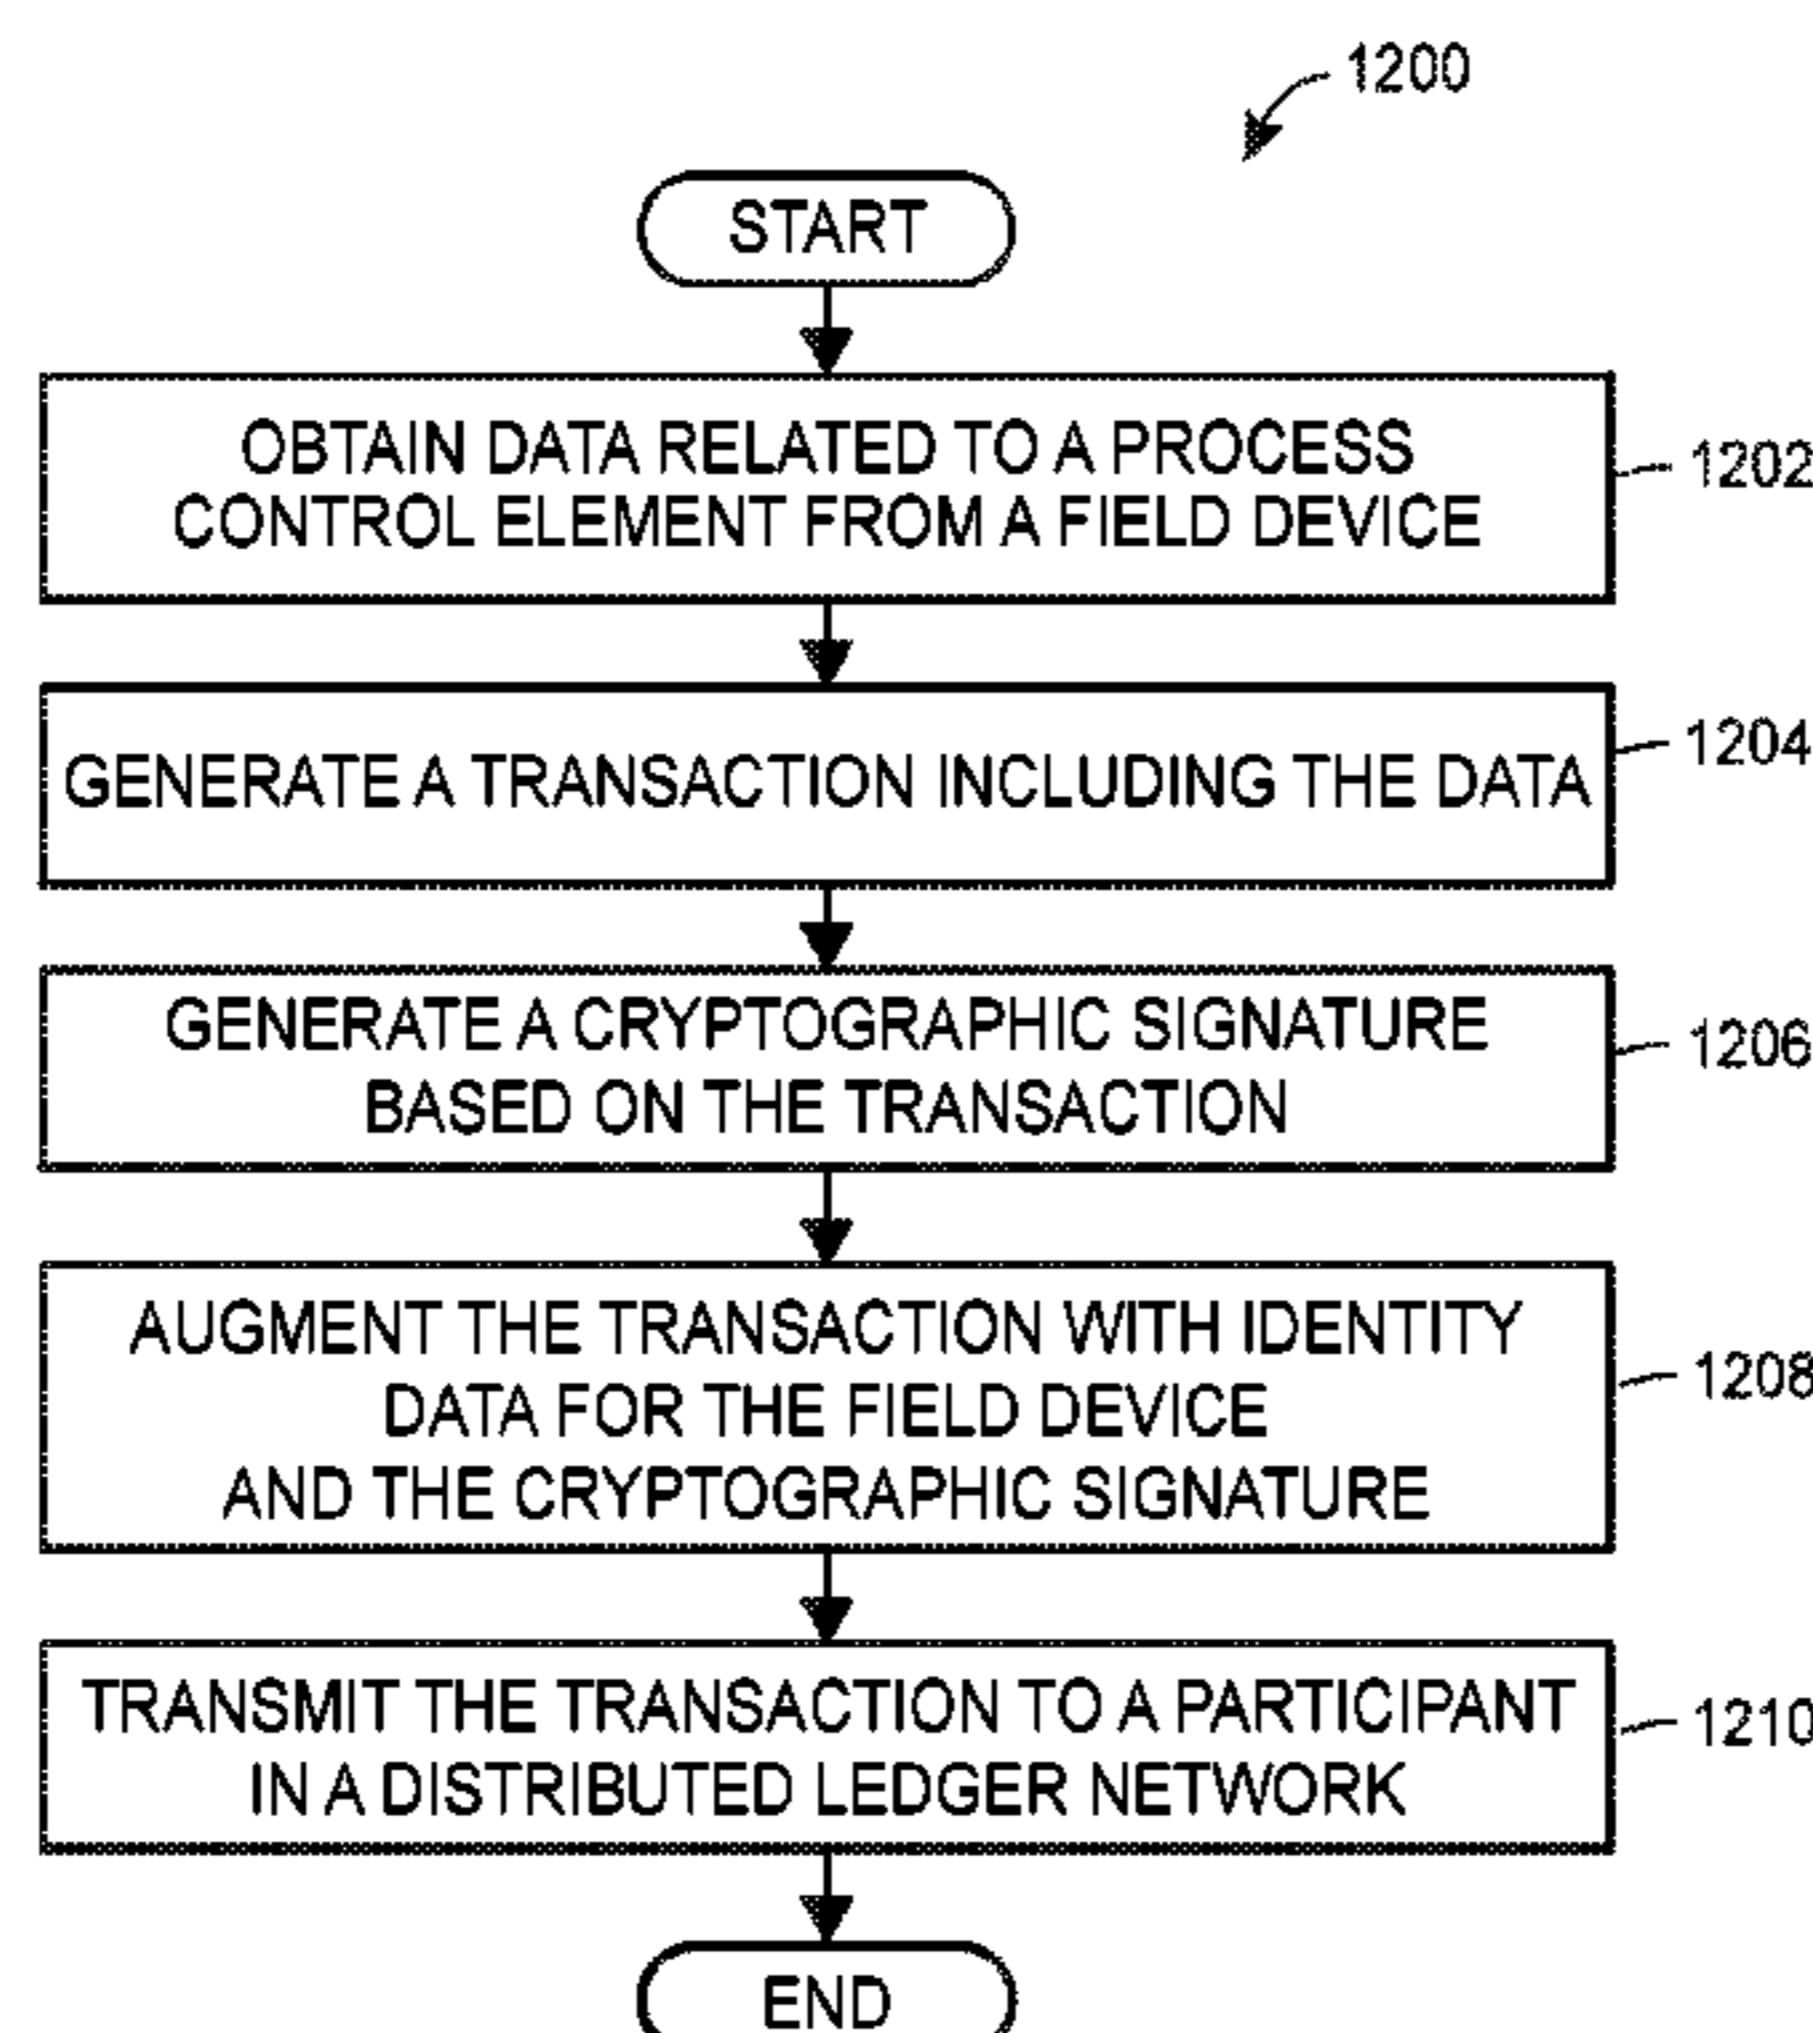 1200
START
OBTAIN DATA RELATED TO A PROCESS
CONTROL ELEMENT FROM A FIELD DEVICE
1202
GENERATE A TRANSACTION INCLUDING THE DATA
1204
GENERATE A CRYPTOGRAPHIC SIGNATURE
BASED ON THE TRANSACTION
1206
AUGMENT THE TRANSACTION WITH IDENTITY
DATA FOR THE FIELD DEVICE
AND THE CRYPTOGRAPHIC SIGNATURE
1208
TRANSMIT THE TRANSACTION TO A PARTICIPANT
IN A DISTRIBUTED LEDGER NETWORK
1210
END